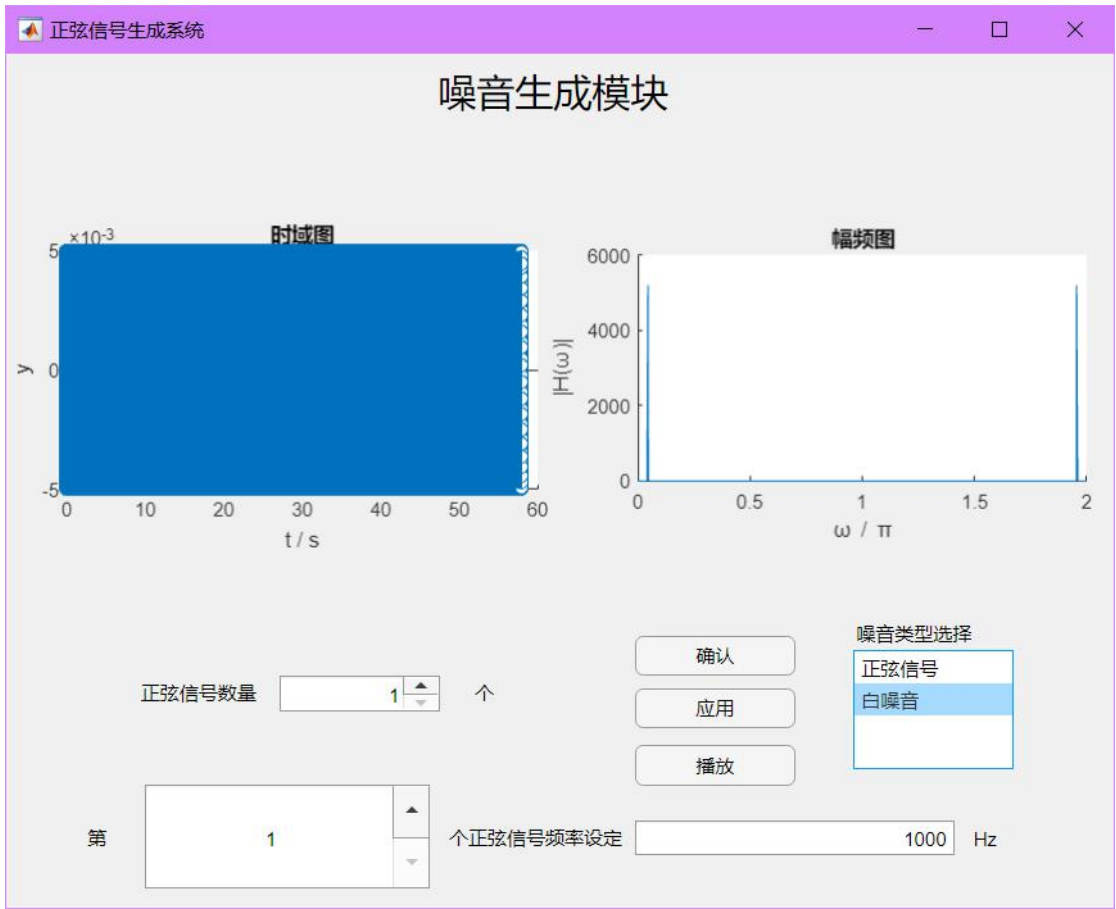 正弦信号生成系统
噪音生成模块
×10-3
时域图
5
0
-5
y
0 10 20 30 40 50 60
t / s
幅频图
6000
4000
2000
0
|H(ω)|
0 0.5 1 1.5 2
ω / π
正弦信号数量 1 个
确认
应用
播放
噪音类型选择
正弦信号
白噪音
第 1 个正弦信号频率设定 1000 Hz